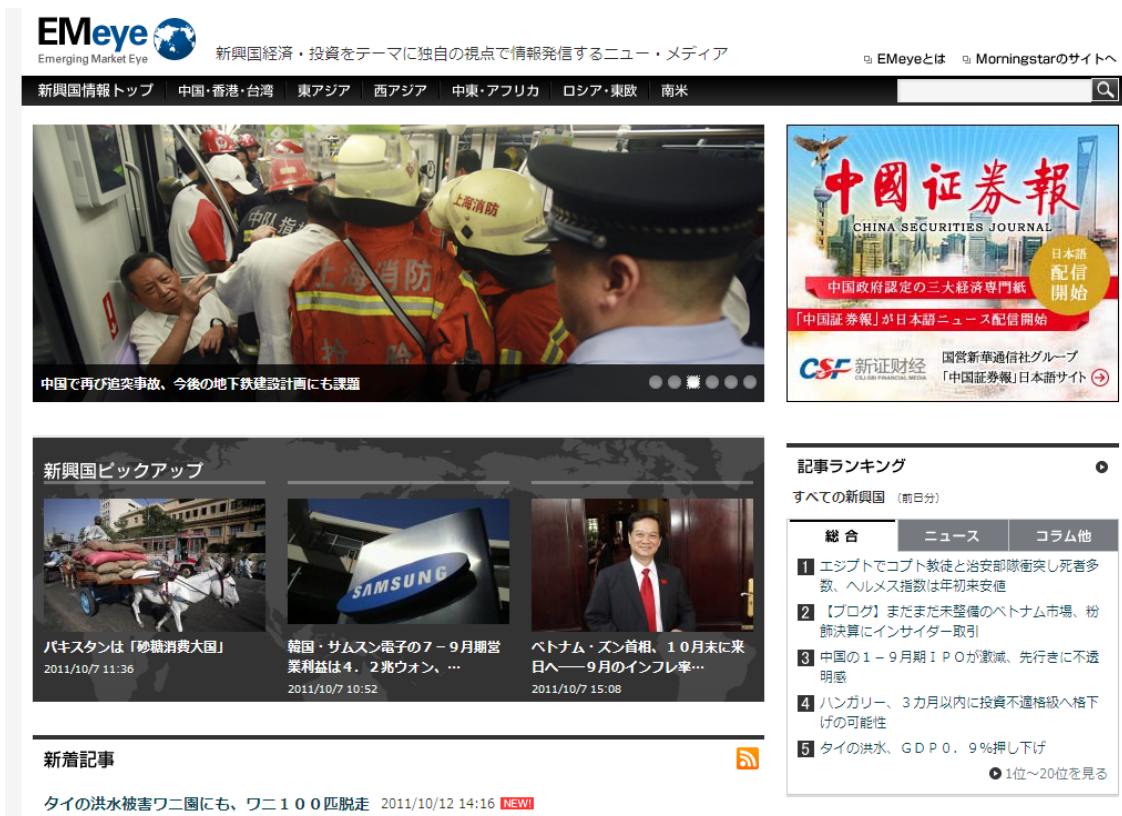 EMeye
Emerging Market Eye
新興国経済・投資をテーマに独自の視点で情報発信するニュー・メディア
EMeyeとは
Morningstarのサイトへ
新興国情報トップ
中国・香港・台湾
東アジア
西アジア
中東・アフリカ
ロシア・東欧
南米
中队指
上海消防
上海消防
抢险
中国で再び追突事故、今後の地下鉄建設計画にも課題
中國证券報
CHINA SECURITIES JOURNAL
日本語
配信
開始
中国政府認定の三大経済専門紙
「中国証券報」が日本語ニュース配信開始
CSF 新证财经
CSJ-SBI FINANCIAL MEDIA
国営新華通信社グループ
「中国証券報」日本語サイト
新興国ピックアップ
SAMSUNG
パキスタンは「砂糖消費大国」
2011/10/7 11:36
韓国・サムスン電子の7－9月期営
業利益は4．2兆ウォン、…
2011/10/7 10:52
ベトナム・ズン首相、10月末に来
日へ――9月のインフレ率…
2011/10/7 15:08
記事ランキング
すべての新興国 （前日分）
総合
ニュース
コラム他
1 エジプトでコプト教徒と治安部隊衝突し死者多
数、ヘルメス指数は年初来安値
2 【ブログ】まだまだ未整備のベトナム市場、粉
飾決算にインサイダー取引
3 中国の1－9月期ＩＰＯが激減、先行きに不透
明感
4 ハンガリー、３カ月以内に投資不適格級へ格下
げの可能性
5 タイの洪水、ＧＤＰ０．９％押し下げ
1位～20位を見る
新着記事
タイの洪水被害ワニ園にも、ワニ１００匹脱走 2011/10/12 14:16 NEW!